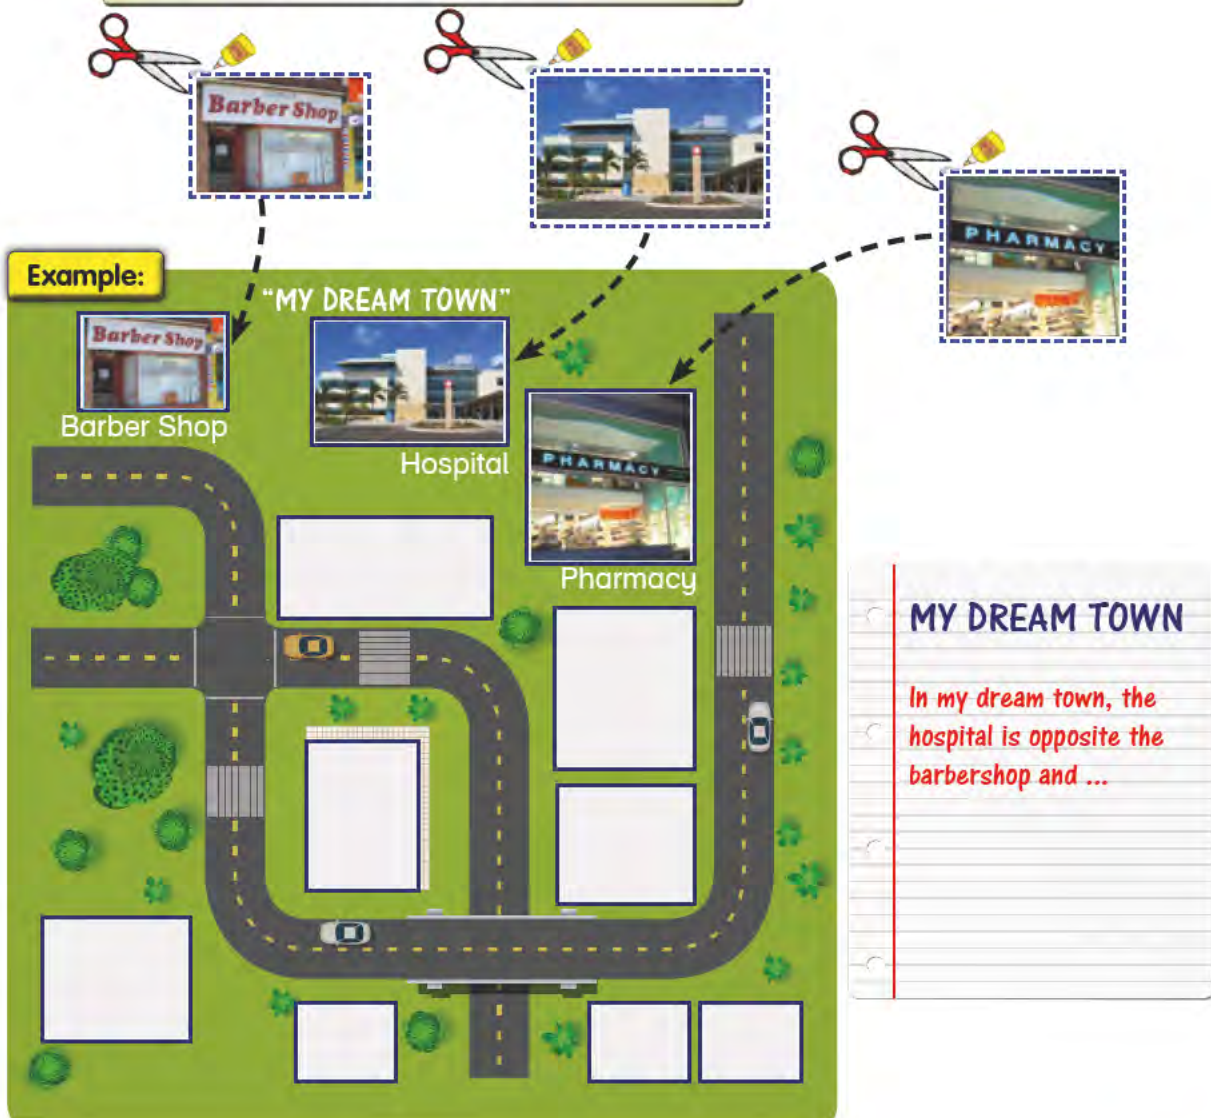 Barber Shop
PHARMACY
Example:
“MY DREAM TOWN”
Barber Shop
Barber Shop
Hospital
PHARMACY
Pharmacy
MY DREAM TOWN
In my dream town, the
hospital is opposite the
barbershop and ...